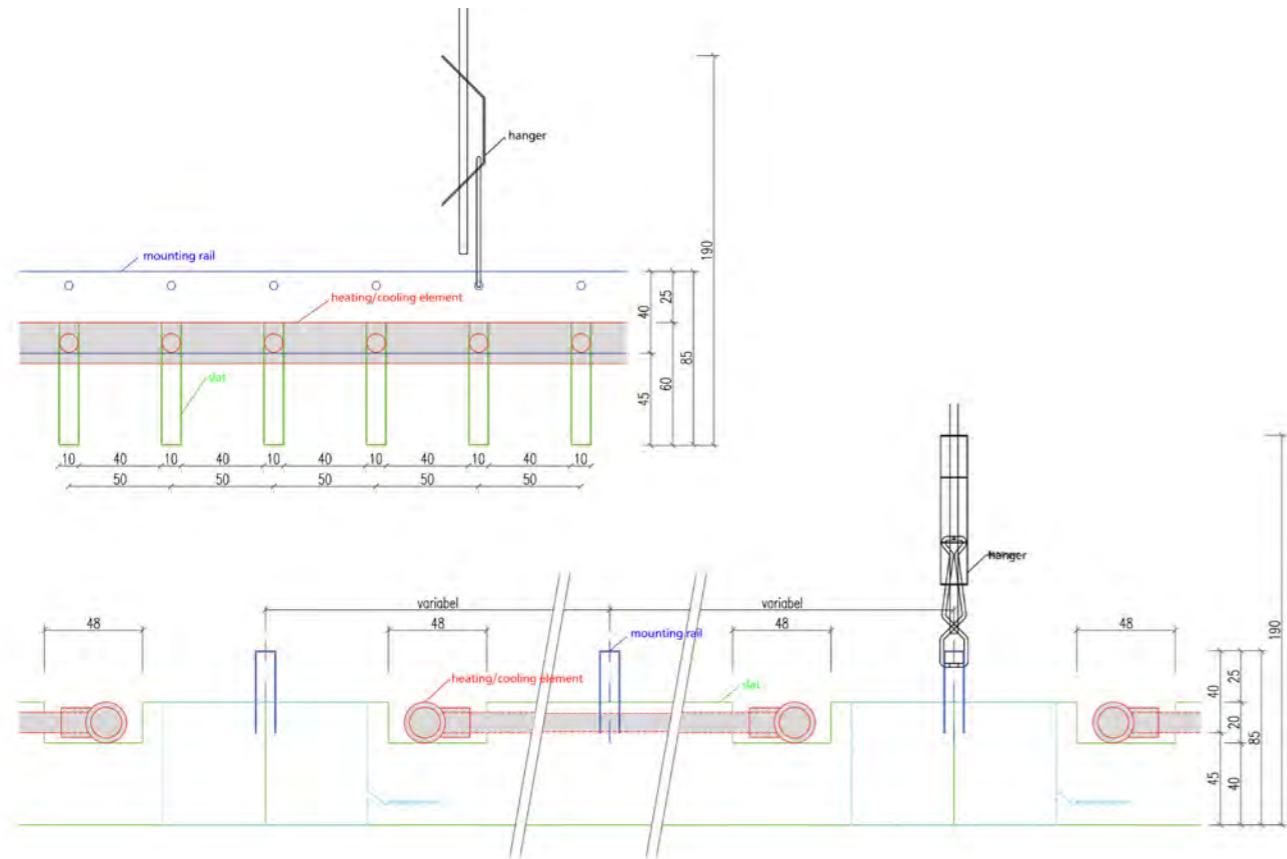 hanger
190
mounting rail
heating/cooling element
25
40
85
60
45
slat
10 40 10 40 10 40 10 40 10 40 10
50 50 50 50 50
hanger
variabel variabel
48 48 48 48
mounting rail
190
heating/cooling element
slat
25
40
20
85
45
40